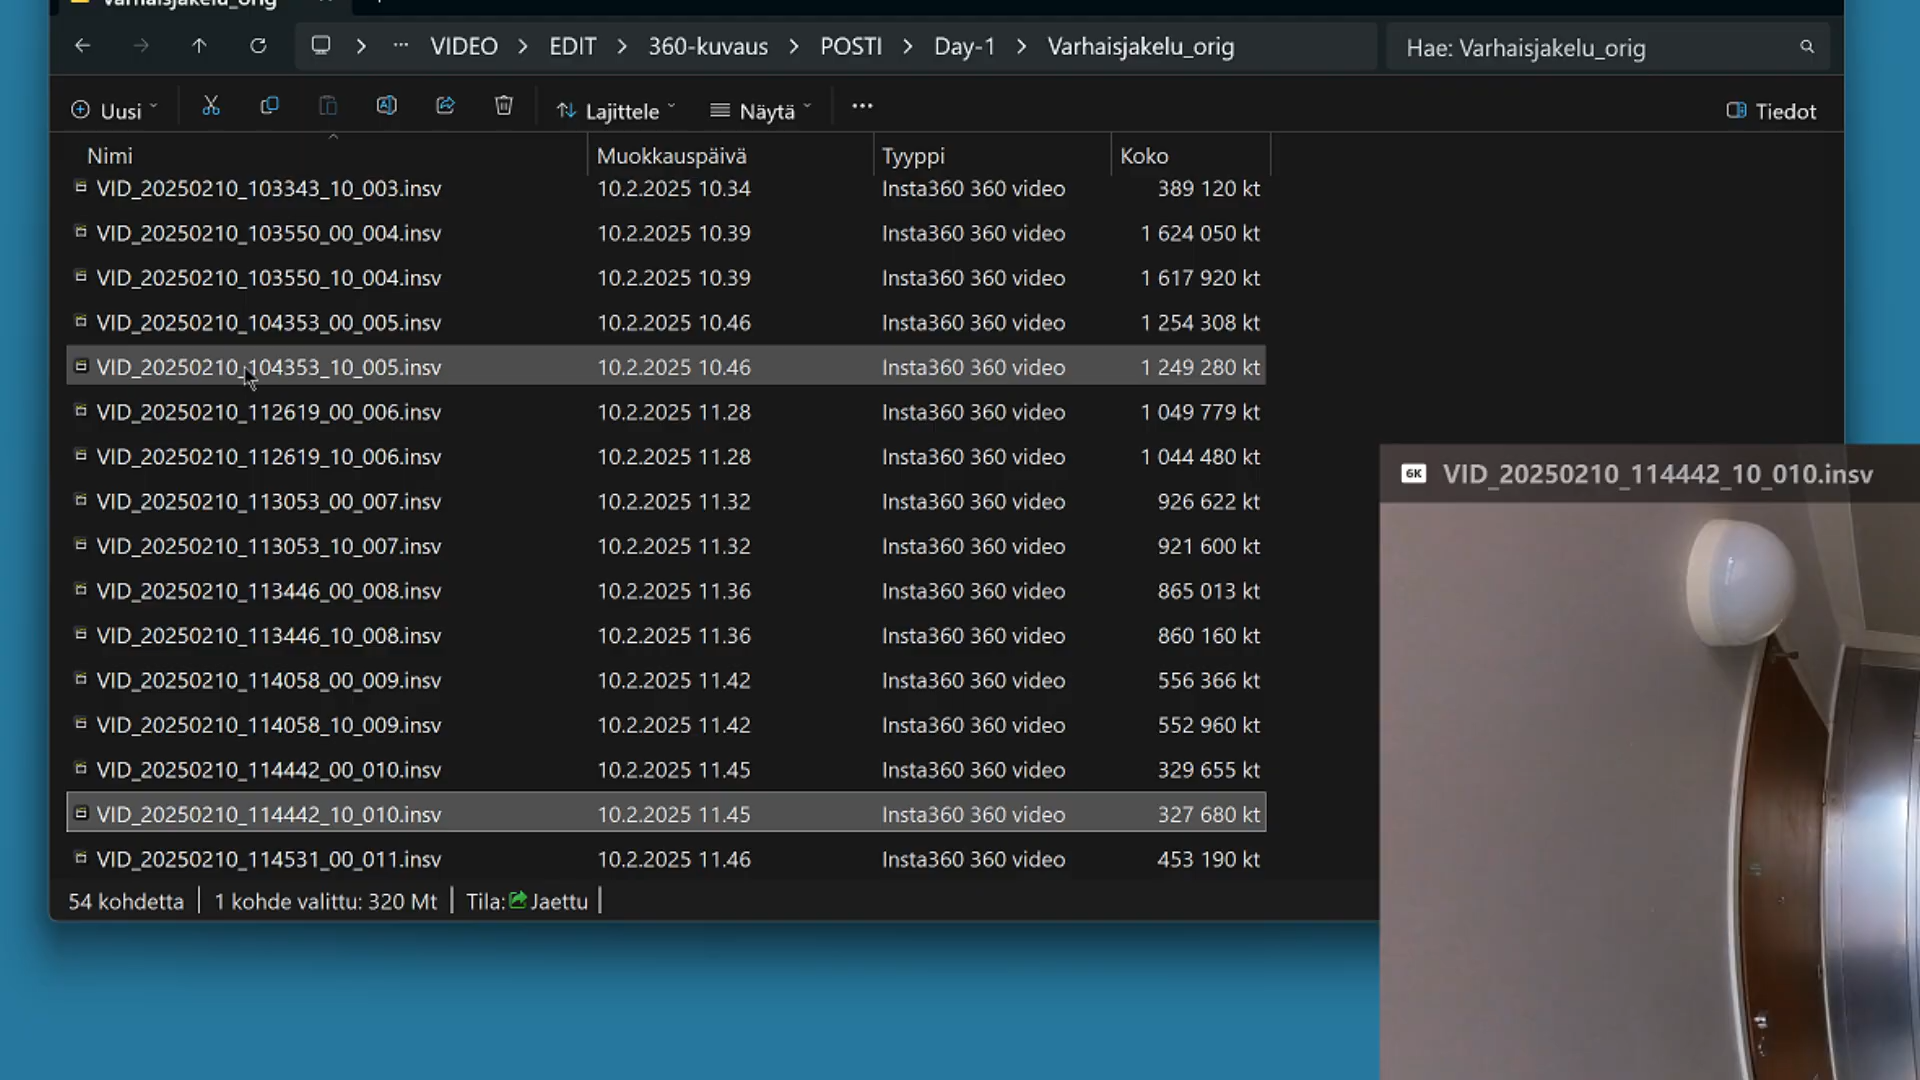 Varhaisjakelu_orig
··· VIDEO > EDIT > 360-kuvaus > POSTI > Day-1 > Varhaisjakelu_orig Hae: Varhaisjakelu_orig
Uusi Lajittele Näytä ··· Tiedot
Nimi Muokkauspäivä Tyyppi Koko
VID_20250210_103343_10_003.insv 10.2.2025 10.34 Insta360 360 video 389 120 kt
VID_20250210_103550_00_004.insv 10.2.2025 10.39 Insta360 360 video 1 624 050 kt
VID_20250210_103550_10_004.insv 10.2.2025 10.39 Insta360 360 video 1 617 920 kt
VID_20250210_104353_00_005.insv 10.2.2025 10.46 Insta360 360 video 1 254 308 kt
VID_20250210_104353_10_005.insv 10.2.2025 10.46 Insta360 360 video 1 249 280 kt
VID_20250210_112619_00_006.insv 10.2.2025 11.28 Insta360 360 video 1 049 779 kt
VID_20250210_112619_10_006.insv 10.2.2025 11.28 Insta360 360 video 1 044 480 kt
VID_20250210_113053_00_007.insv 10.2.2025 11.32 Insta360 360 video 926 622 kt
VID_20250210_113053_10_007.insv 10.2.2025 11.32 Insta360 360 video 921 600 kt
VID_20250210_113446_00_008.insv 10.2.2025 11.36 Insta360 360 video 865 013 kt
VID_20250210_113446_10_008.insv 10.2.2025 11.36 Insta360 360 video 860 160 kt
VID_20250210_114058_00_009.insv 10.2.2025 11.42 Insta360 360 video 556 366 kt
VID_20250210_114058_10_009.insv 10.2.2025 11.42 Insta360 360 video 552 960 kt
VID_20250210_114442_00_010.insv 10.2.2025 11.45 Insta360 360 video 329 655 kt
VID_20250210_114442_10_010.insv 10.2.2025 11.45 Insta360 360 video 327 680 kt
VID_20250210_114531_00_011.insv 10.2.2025 11.46 Insta360 360 video 453 190 kt
54 kohdetta 1 kohde valittu: 320 Mt Tila: Jaettu
6K VID_20250210_114442_10_010.insv